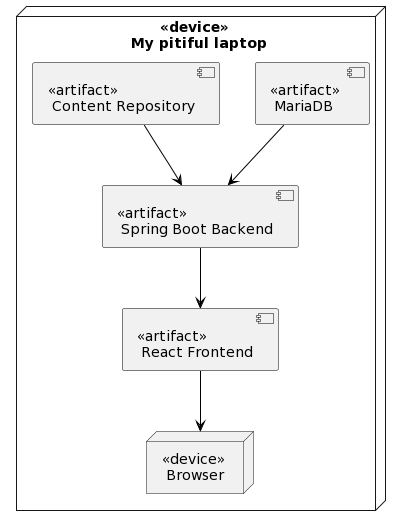 «device»
My pitiful laptop
«artifact»
Content Repository
«artifact»
MariaDB
«artifact»
Spring Boot Backend
«artifact»
React Frontend
«device»
Browser